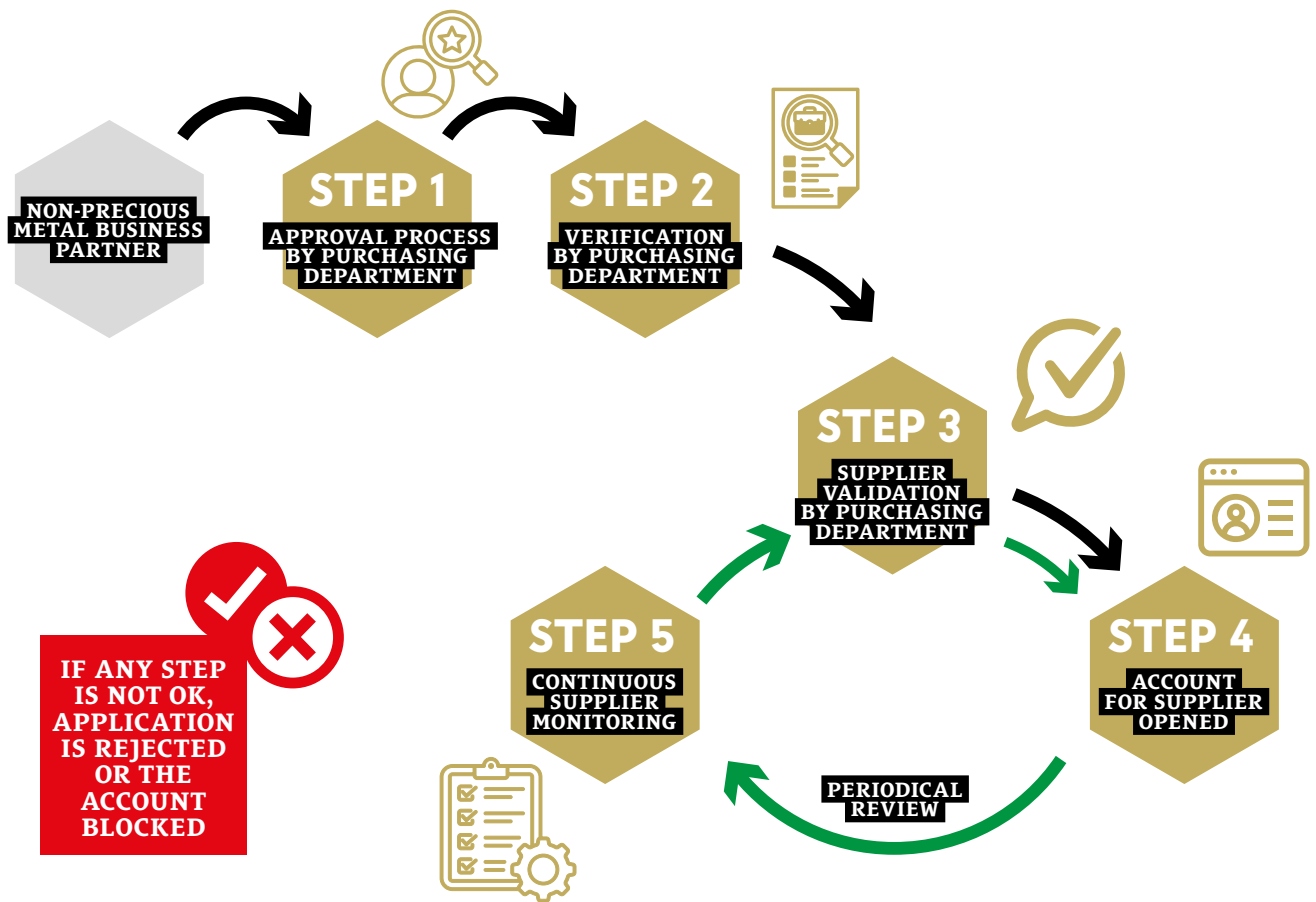 NON-PRECIOUS
METAL BUSINESS
PARTNER
STEP 1
APPROVAL PROCESS
BY PURCHASING
DEPARTMENT
STEP 2
VERIFICATION
BY PURCHASING
DEPARTMENT
STEP 3
SUPPLIER
VALIDATION
BY PURCHASING
DEPARTMENT
STEP 4
ACCOUNT
FOR SUPPLIER
OPENED
STEP 5
CONTINUOUS
SUPPLIER
MONITORING
PERIODICAL
REVIEW
IF ANY STEP
IS NOT OK,
APPLICATION
IS REJECTED
OR THE
ACCOUNT
BLOCKED